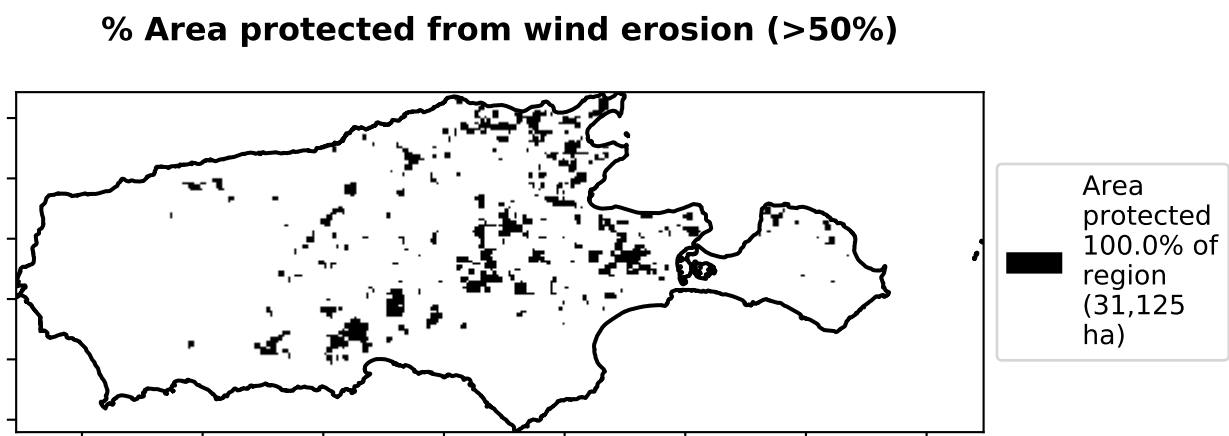 % Area protected from wind erosion (>50%)
Area
protected
100.0% of
region
(31,125
ha)